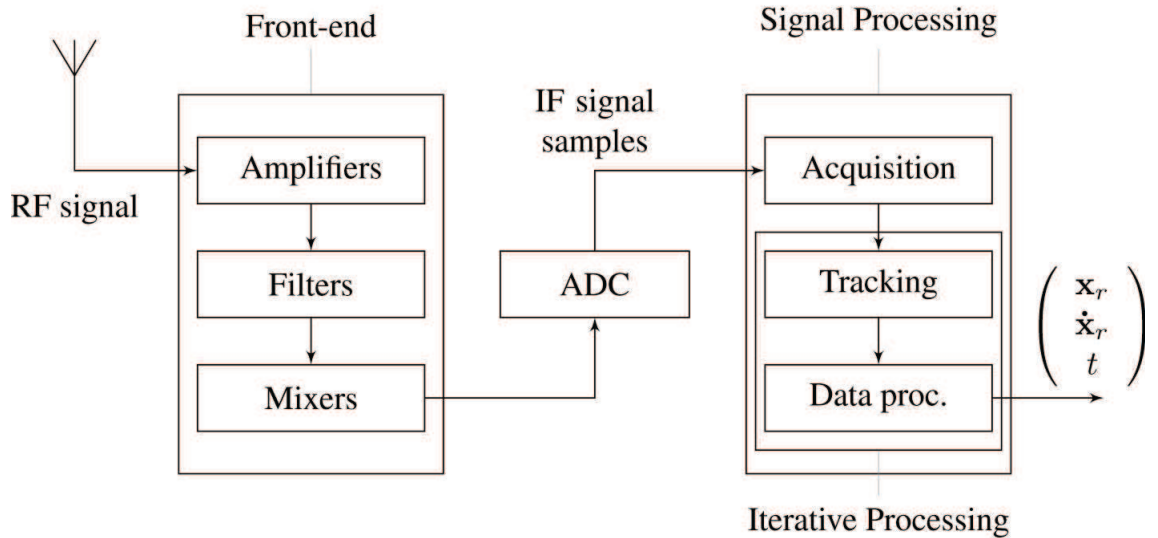 Front-end
Signal Processing
IF signal
samples
Amplifiers
Acquisition
RF signal
Filters
ADC
Tracking
Mixers
Data proc.
x_r
ẋ_r
t
Iterative Processing